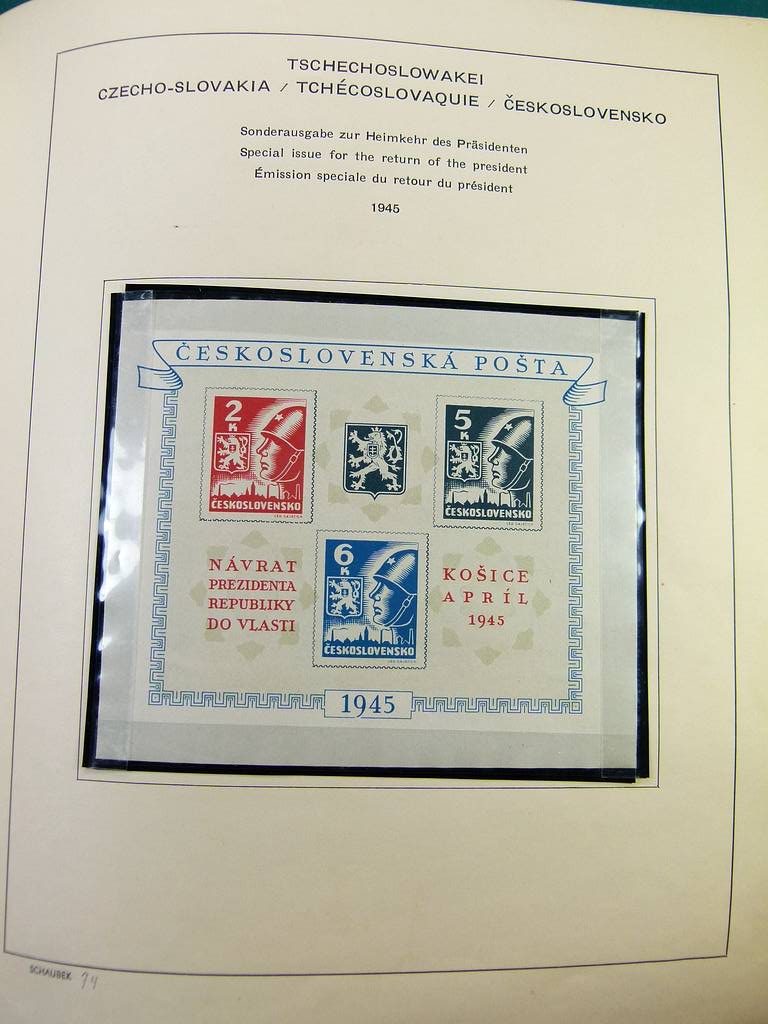 TSCHECHOSLOWAKEI
CZECHO-SLOVAKIA / TCHÉCOSLOVAQUIE / ČESKOSLOVENSKO
Sonderausgabe zur Heimkehr des Präsidenten
Special issue for the return of the president
Émission speciale du retour du président
1945
ČESKOSLOVENSKÁ POŠTA
2
K
ČESKOSLOVENSKO
5
K
ČESKOSLOVENSKO
NÁVRAT
PREZIDENTA
REPUBLIKY
DO VLASTI
6
K
ČESKOSLOVENSKO
KOŠICE
APRÍL
1945
1945
SCHAUBEK 74